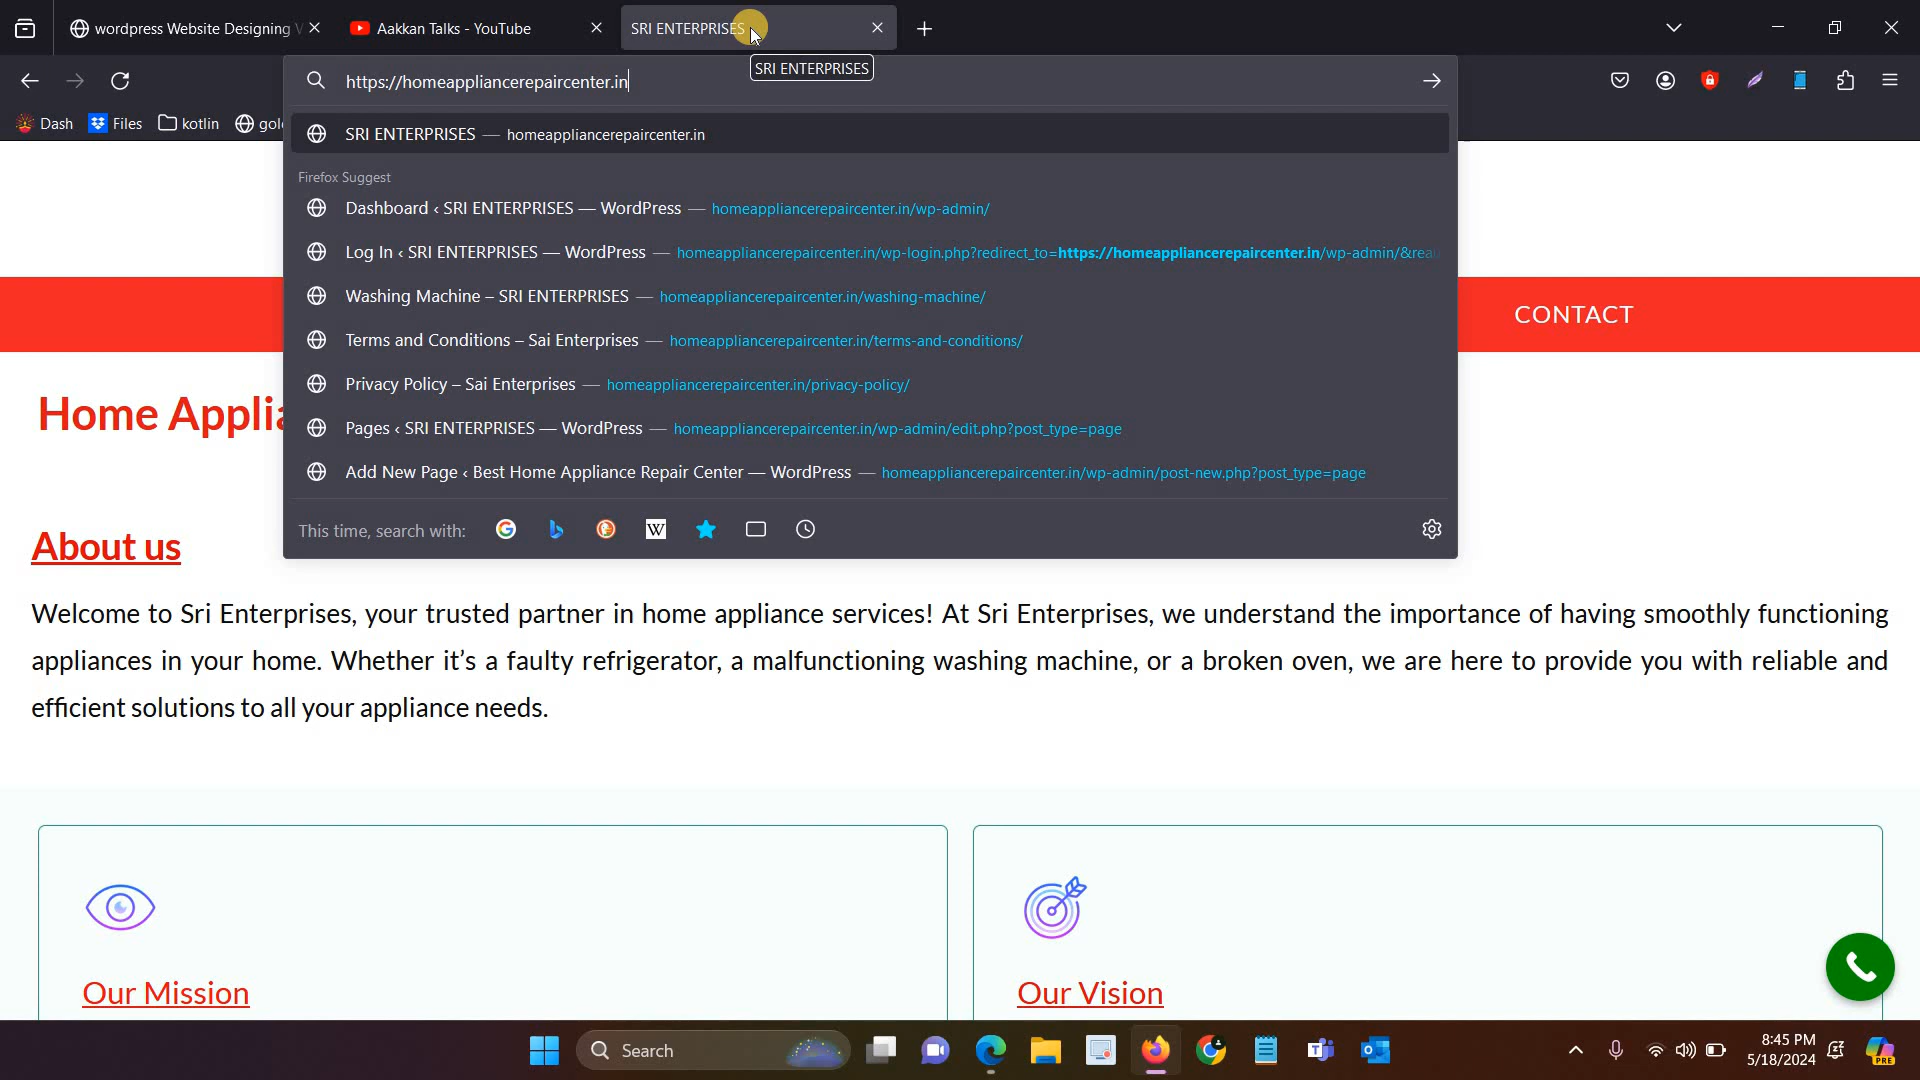 wordpress Website Designing
Aakkan Talks - YouTube
SRI ENTERPRISES
SRI ENTERPRISES
https://homeappliancerepaircenter.in
Dash
Files
kotlin
SRI ENTERPRISES — homeappliancerepaircenter.in
Firefox Suggest
Dashboard ‹ SRI ENTERPRISES — WordPress — homeappliancerepaircenter.in/wp-admin/
Log In ‹ SRI ENTERPRISES — WordPress — homeappliancerepaircenter.in/wp-login.php?redirect_to=https://homeappliancerepaircenter.in/wp-admin/&rea
Washing Machine – SRI ENTERPRISES — homeappliancerepaircenter.in/washing-machine/
Terms and Conditions – Sai Enterprises — homeappliancerepaircenter.in/terms-and-conditions/
Privacy Policy – Sai Enterprises — homeappliancerepaircenter.in/privacy-policy/
Pages ‹ SRI ENTERPRISES — WordPress — homeappliancerepaircenter.in/wp-admin/edit.php?post_type=page
Add New Page ‹ Best Home Appliance Repair Center — WordPress — homeappliancerepaircenter.in/wp-admin/post-new.php?post_type=page
This time, search with:
W
CONTACT
Home Applia
About us
Welcome to Sri Enterprises, your trusted partner in home appliance services! At Sri Enterprises, we understand the importance of having smoothly functioning
appliances in your home. Whether it’s a faulty refrigerator, a malfunctioning washing machine, or a broken oven, we are here to provide you with reliable and
efficient solutions to all your appliance needs.
Our Mission
Our Vision
Search
8:45 PM
5/18/2024
PRE